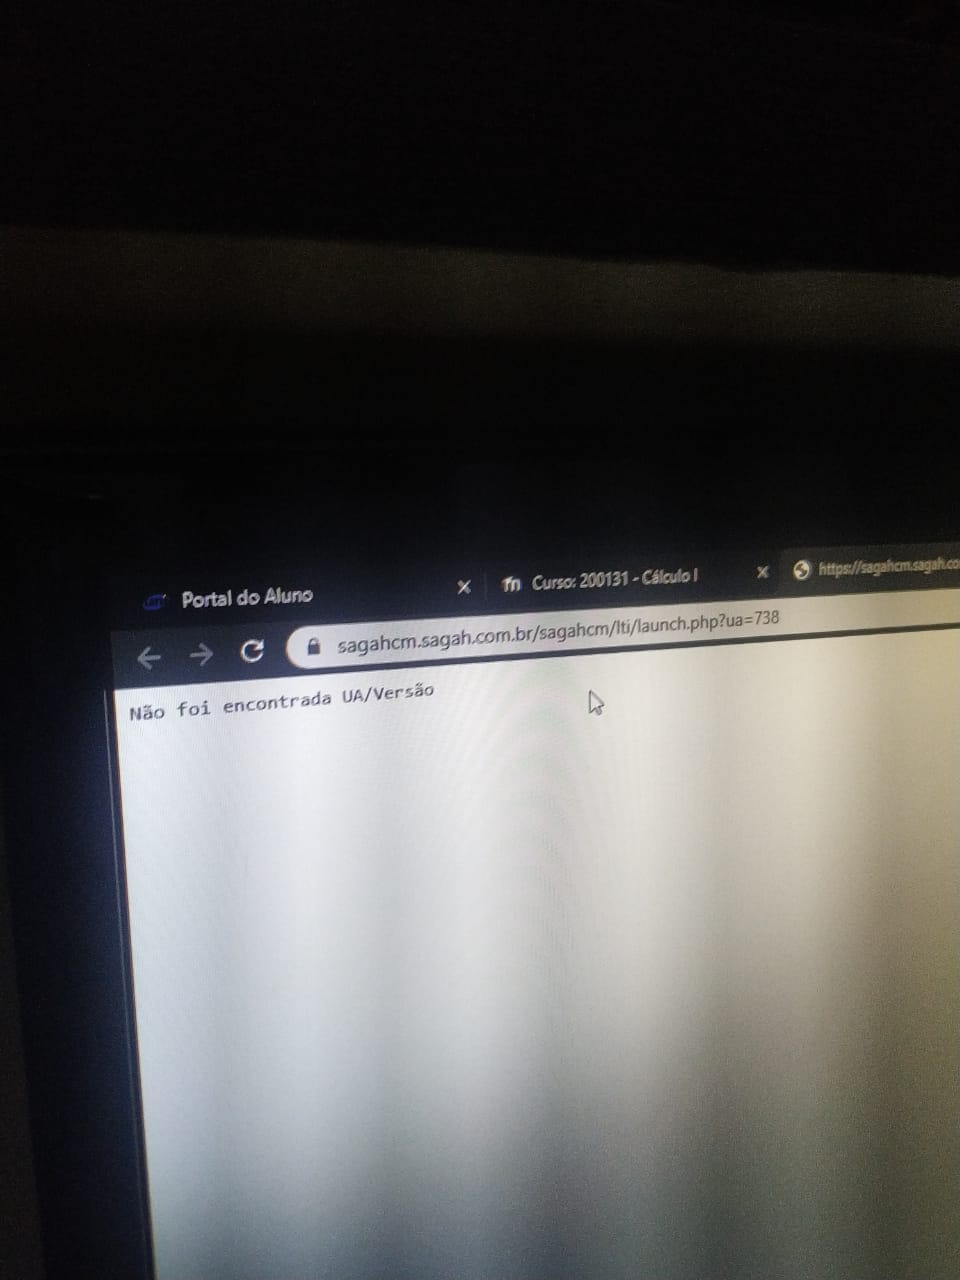 Portal do Aluno
Curso: 200131 - Cálculo I
https://sagahcm.sagah.co
sagahcm.sagah.com.br/sagahcm/lti/launch.php?ua=738
Não foi encontrada UA/Versão